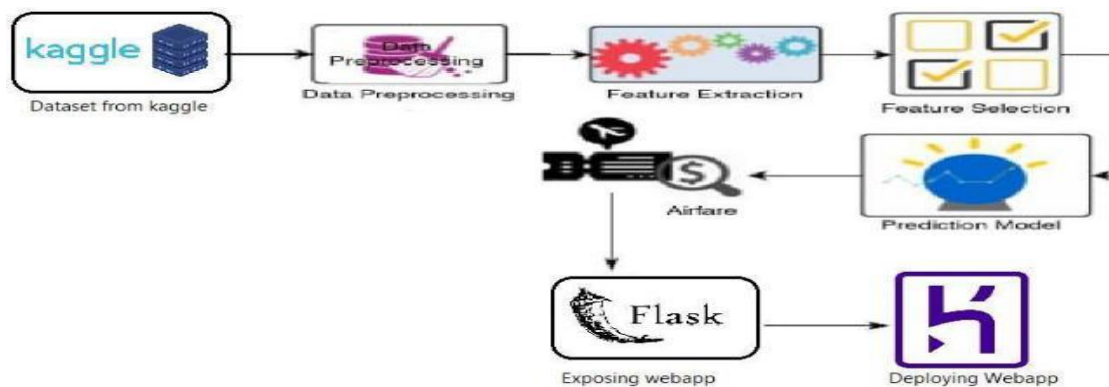 kaggle
Dataset from kaggle
Data
Preprocessing
Data Preprocessing
Feature Extraction
Feature Selection
$
Airfare
Prediction Model
Flask
Exposing webapp
Deploying Webapp